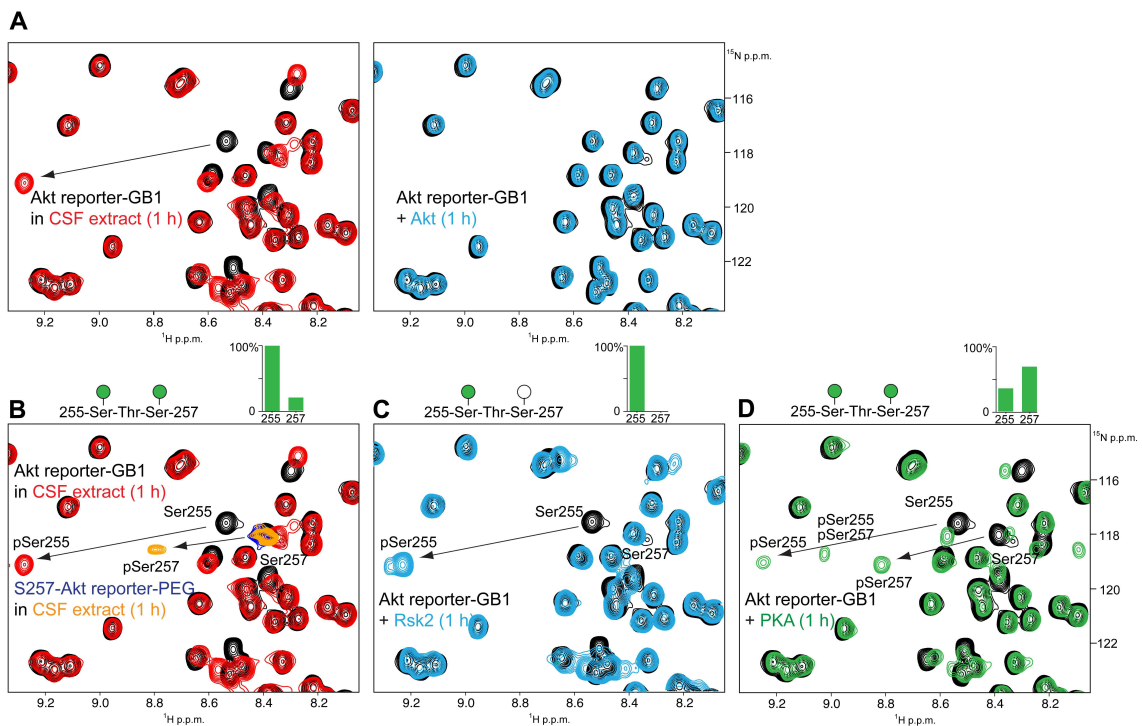 A
Akt reporter-GB1
in CSF extract (1 h)
9.2 9.0 8.8 8.6 8.4 8.2
1H p.p.m.
Akt reporter-GB1
+ Akt (1 h)
15N p.p.m.
116
118
120
122
9.2 9.0 8.8 8.6 8.4 8.2
1H p.p.m.
B
255-Ser-Thr-Ser-257
100%
0
255 257
Akt reporter-GB1
in CSF extract (1 h)
Ser255
pSer255
pSer257
Ser257
S257-Akt reporter-PEG
in CSF extract (1 h)
9.2 9.0 8.8 8.6 8.4 8.2
1H p.p.m.
C
255-Ser-Thr-Ser-257
100%
0
255 257
Ser255
pSer255
Ser257
Akt reporter-GB1
+ Rsk2 (1 h)
9.2 9.0 8.8 8.6 8.4 8.2
1H p.p.m.
D
255-Ser-Thr-Ser-257
100%
0
255 257
15N p.p.m.
116
118
120
122
Ser255
pSer255
pSer255
pSer257
Ser257
pSer257
Akt reporter-GB1
+ PKA (1 h)
9.2 9.0 8.8 8.6 8.4 8.2
1H p.p.m.